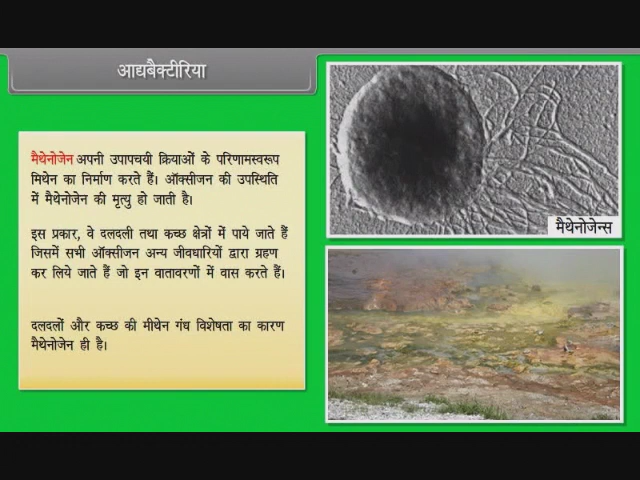 आद्यबैक्टीरिया
मैथेनोजेन अपनी उपापचयी क्रियाओं के परिणामस्वरूप
मिथेन का निर्माण करते हैं। ऑक्सीजन की उपस्थिति
में मैथेनोजेन की मृत्यु हो जाती है।
इस प्रकार, वे दलदली तथा कच्छ क्षेत्रों में पाये जाते हैं
जिसमें सभी ऑक्सीजन अन्य जीवधारियों द्वारा ग्रहण
कर लिये जाते हैं जो इन वातावरणों में वास करते हैं।
दलदलों और कच्छ की मीथेन गंध विशेषता का कारण
मैथेनोजेन ही है।
मैथेनोजेन्स